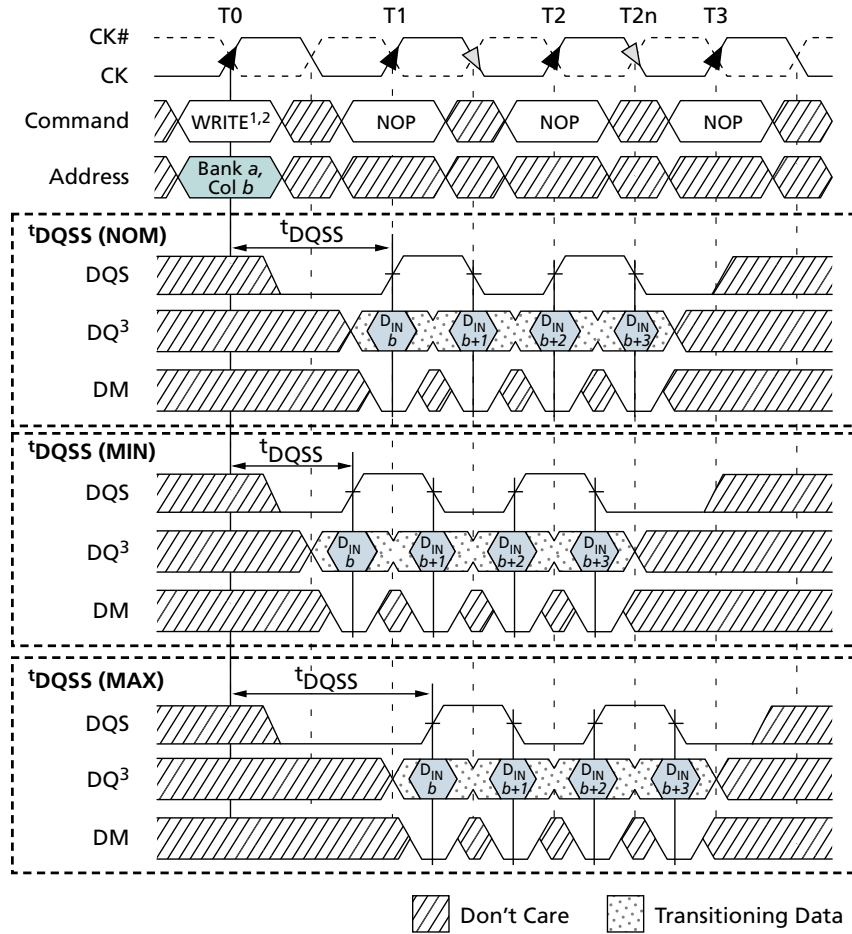 T0 T1 T2 T2n T3
CK#
CK
Command WRITE1,2 NOP NOP NOP
Address Bank a, Col b
tDQSS (NOM) tDQSS
DQS
DQ3 DIN b DIN b+1 DIN b+2 DIN b+3
DM
tDQSS (MIN) tDQSS
DQS
DQ3 DIN b DIN b+1 DIN b+2 DIN b+3
DM
tDQSS (MAX) tDQSS
DQS
DQ3 DIN b DIN b+1 DIN b+2 DIN b+3
DM
Don't Care Transitioning Data